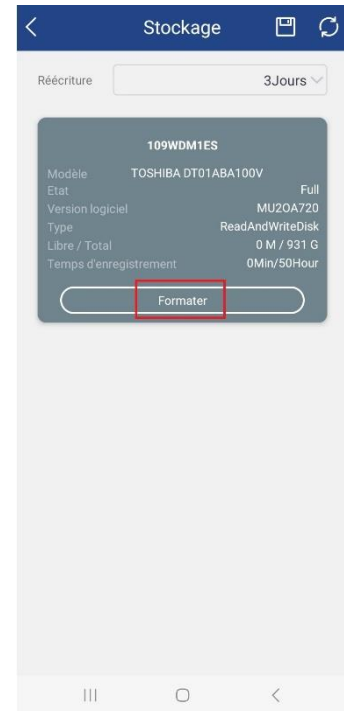 Stockage
Réécriture 3Jours
109WDM1ES
Modèle TOSHIBA DT01ABA100V
Etat Full
Version logiciel MU2OA720
Type ReadAndWriteDisk
Libre / Total 0 M / 931 G
Temps d'enregistrement 0Min/50Hour
Formater